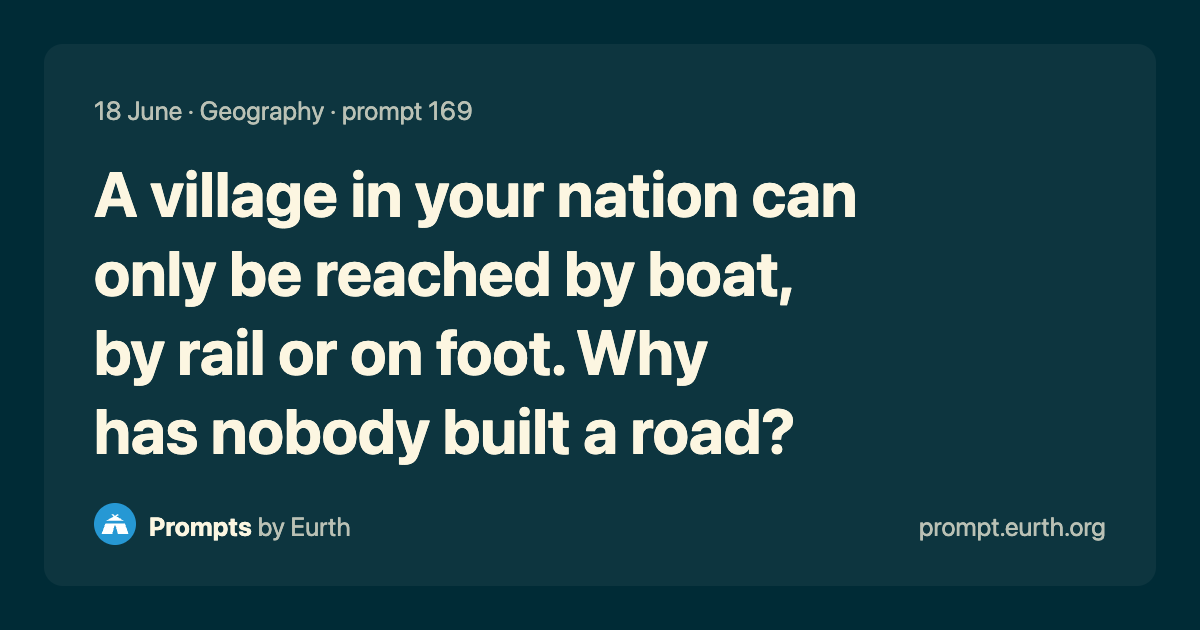 18 June · Geography · prompt 169
A village in your nation can
only be reached by boat,
by rail or on foot. Why
has nobody built a road?
Prompts by Eurth
prompt.eurth.org